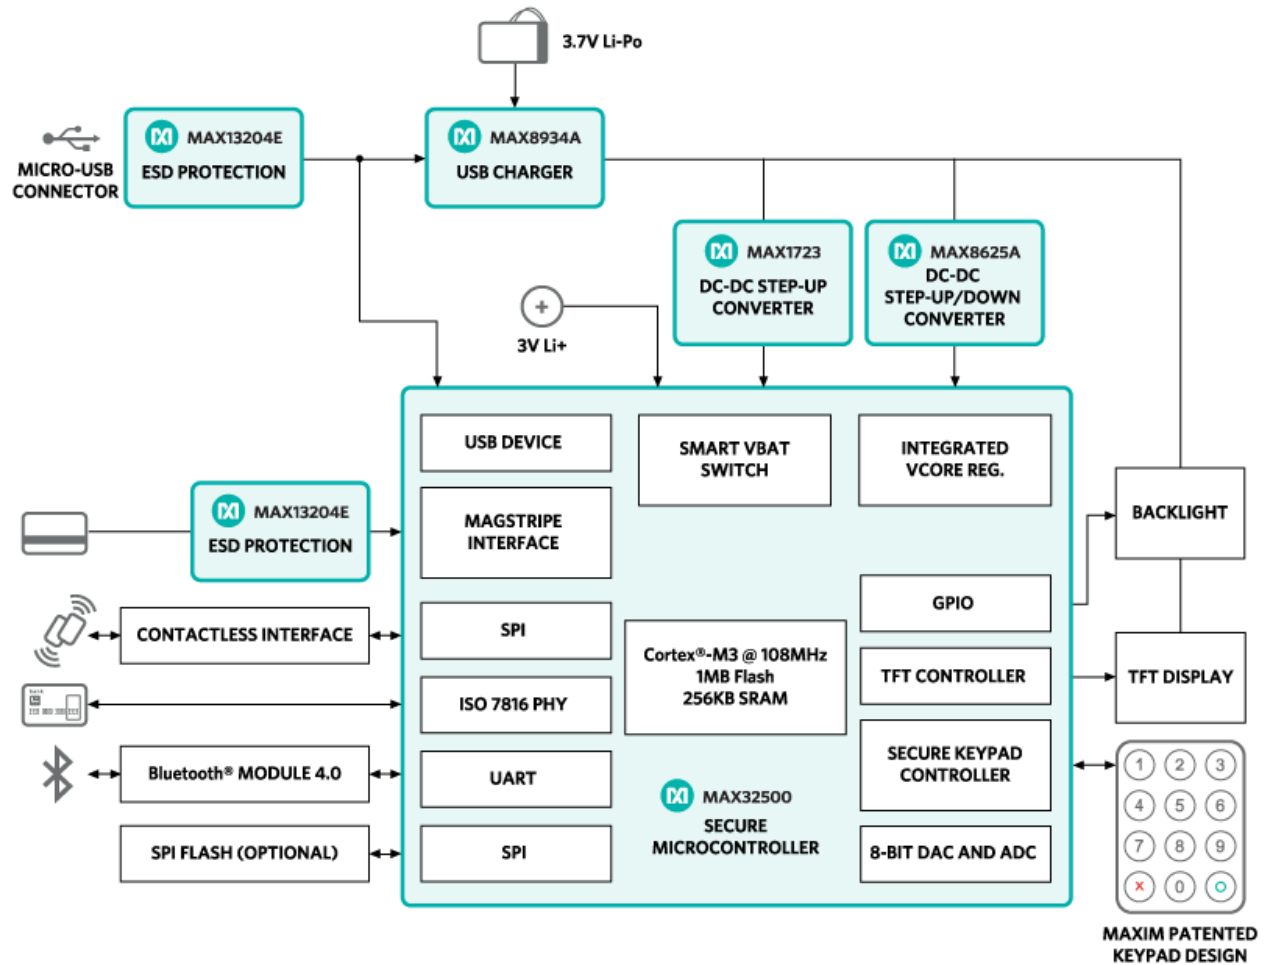 3.7V Li-Po
MICRO-USB
CONNECTOR
MAX13204E
ESD PROTECTION
MAX8934A
USB CHARGER
MAX1723
DC-DC STEP-UP
CONVERTER
MAX8625A
DC-DC
STEP-UP/DOWN
CONVERTER
+
3V Li+
USB DEVICE
SMART VBAT
SWITCH
INTEGRATED
VCORE REG.
MAX13204E
ESD PROTECTION
MAGSTRIPE
INTERFACE
BACKLIGHT
CONTACTLESS INTERFACE
SPI
GPIO
Cortex®-M3 @ 108MHz
1MB Flash
256KB SRAM
TFT CONTROLLER
TFT DISPLAY
ISO 7816 PHY
Bluetooth® MODULE 4.0
UART
SECURE KEYPAD
CONTROLLER
MAX32500
SECURE
MICROCONTROLLER
SPI FLASH (OPTIONAL)
SPI
8-BIT DAC AND ADC
1 2 3
4 5 6
7 8 9
X 0 O
MAXIM PATENTED
KEYPAD DESIGN